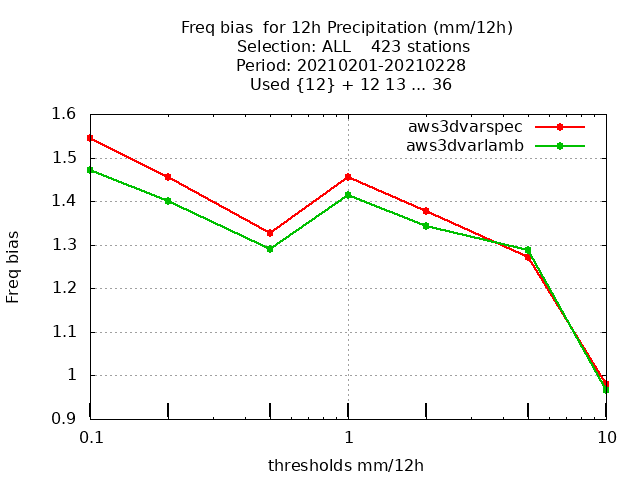 Freq bias  for 12h Precipitation (mm/12h)
Selection: ALL    423 stations
Period: 20210201-20210228
Used {12} + 12 13 ... 36
aws3dvarspec
aws3dvarlamb
1.6
1.5
1.4
1.3
1.2
1.1
1
0.9
Freq bias
0.1 1 10
thresholds mm/12h